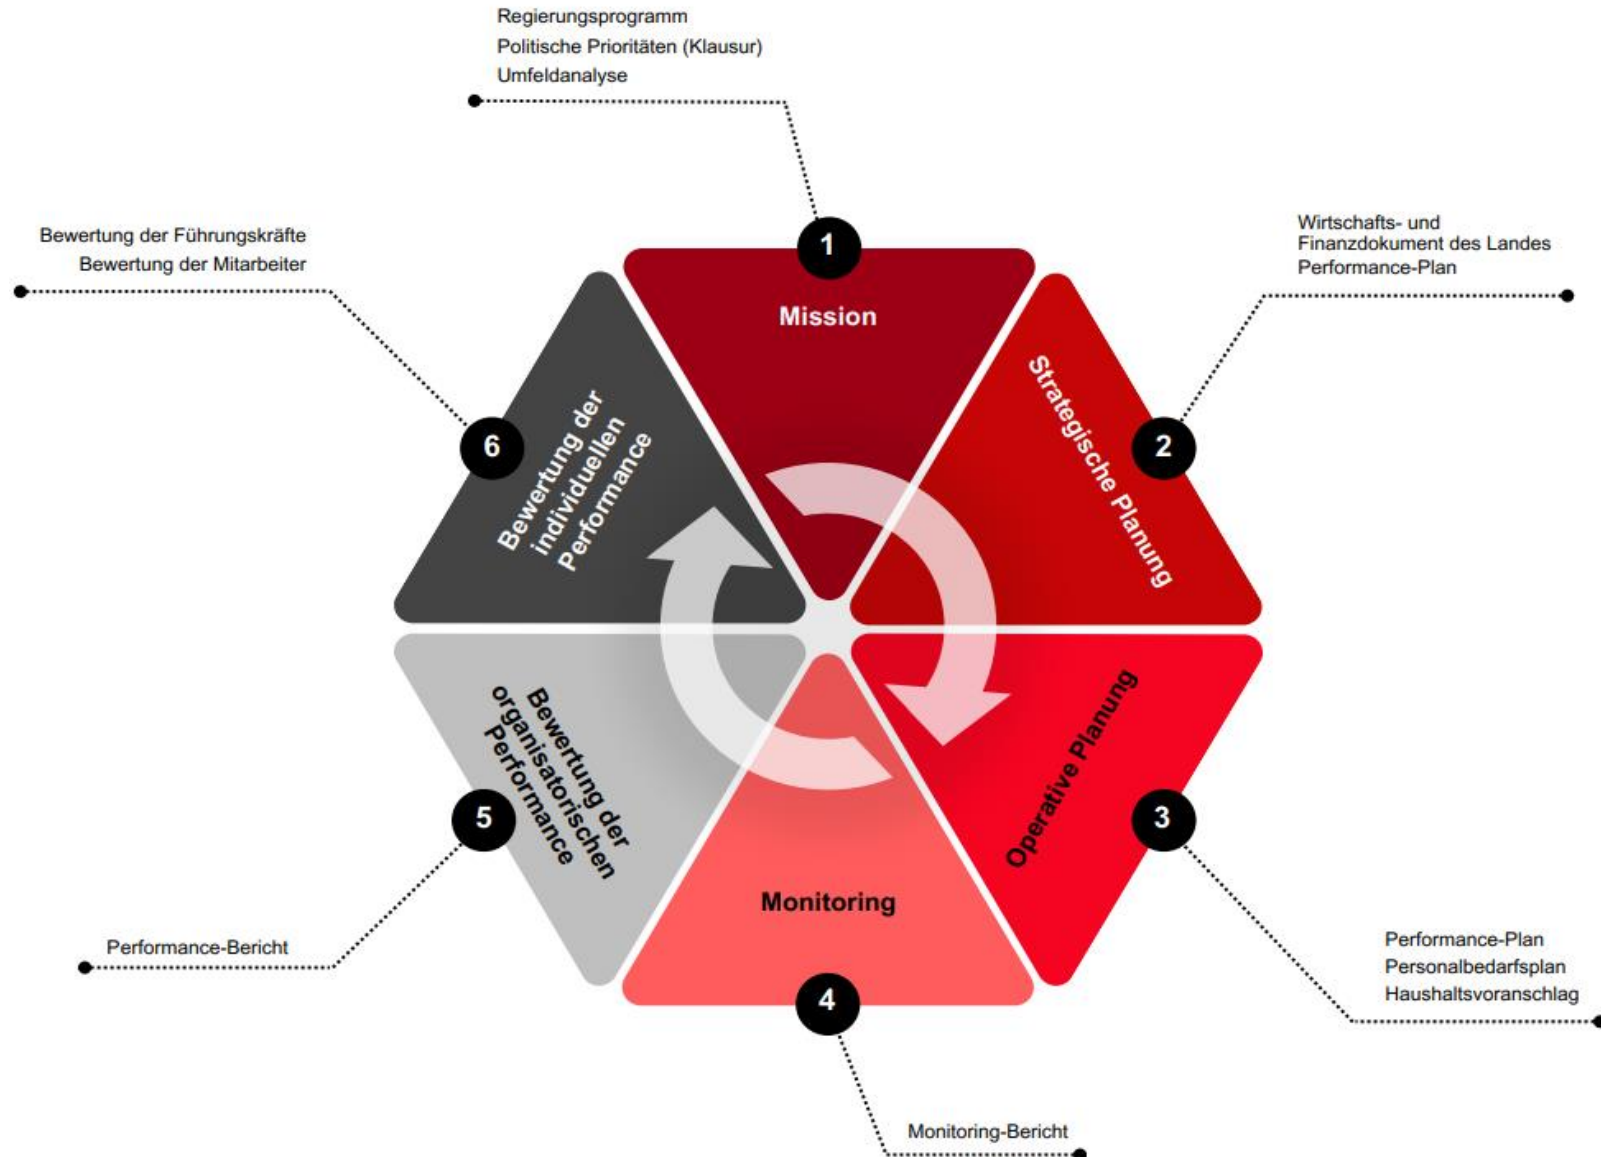 Regierungsprogramm
Politische Prioritäten (Klausur)
Umfeldanalyse
1
Mission
Wirtschafts- und
Finanzdokument des Landes
Performance-Plan
2
Strategische Planung
3
Operative Planung
Performance-Plan
Personalbedarfsplan
Haushaltsvoranschlag
4
Monitoring
Monitoring-Bericht
5
Bewertung der
organisatorischen
Performance
Performance-Bericht
6
Bewertung der
individuellen
Performance
Bewertung der Führungskräfte
Bewertung der Mitarbeiter